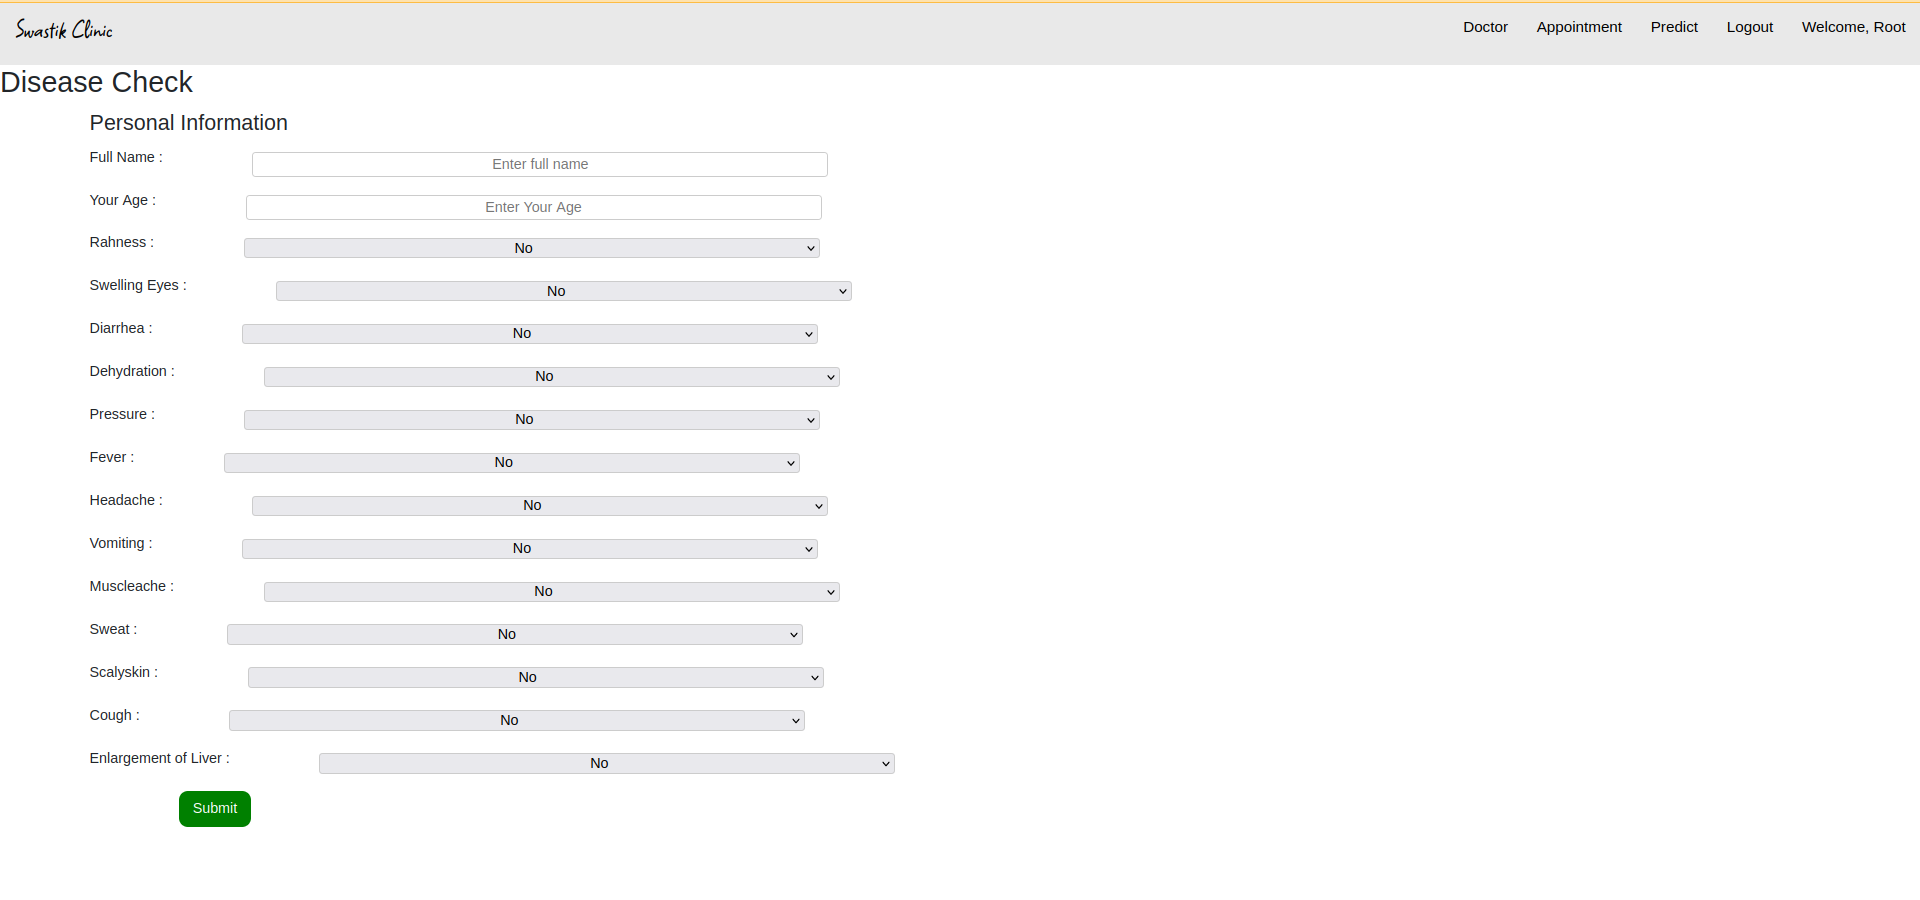 Swastik Clinic Doctor Appointment Predict Logout Welcome, Root
Disease Check
Personal Information
Full Name : Enter full name
Your Age : Enter Your Age
Rahness : No
Swelling Eyes : No
Diarrhea : No
Dehydration : No
Pressure : No
Fever : No
Headache : No
Vomiting : No
Muscleache : No
Sweat : No
Scalyskin : No
Cough : No
Enlargement of Liver : No
Submit